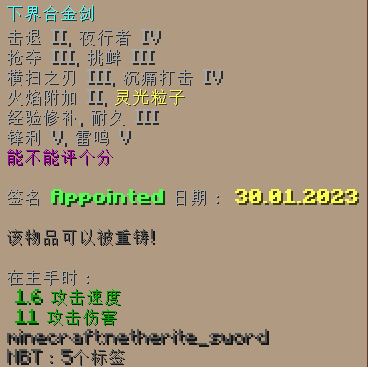 下界合金剑
击退 II, 夜行者 IV
抢夺 III, 挑衅 III
横扫之刃 III, 沉痛打击 IV
火焰附加 II, 灵光粒子
经验修补, 耐久 III
锋利 V, 雷鸣 V
能不能评个分
签名 Appointed 日期： 30.01.2023
该物品可以被重铸!
在主手时：
1.6 攻击速度
11 攻击伤害
minecraft:netherite_sword
NBT：5个标签